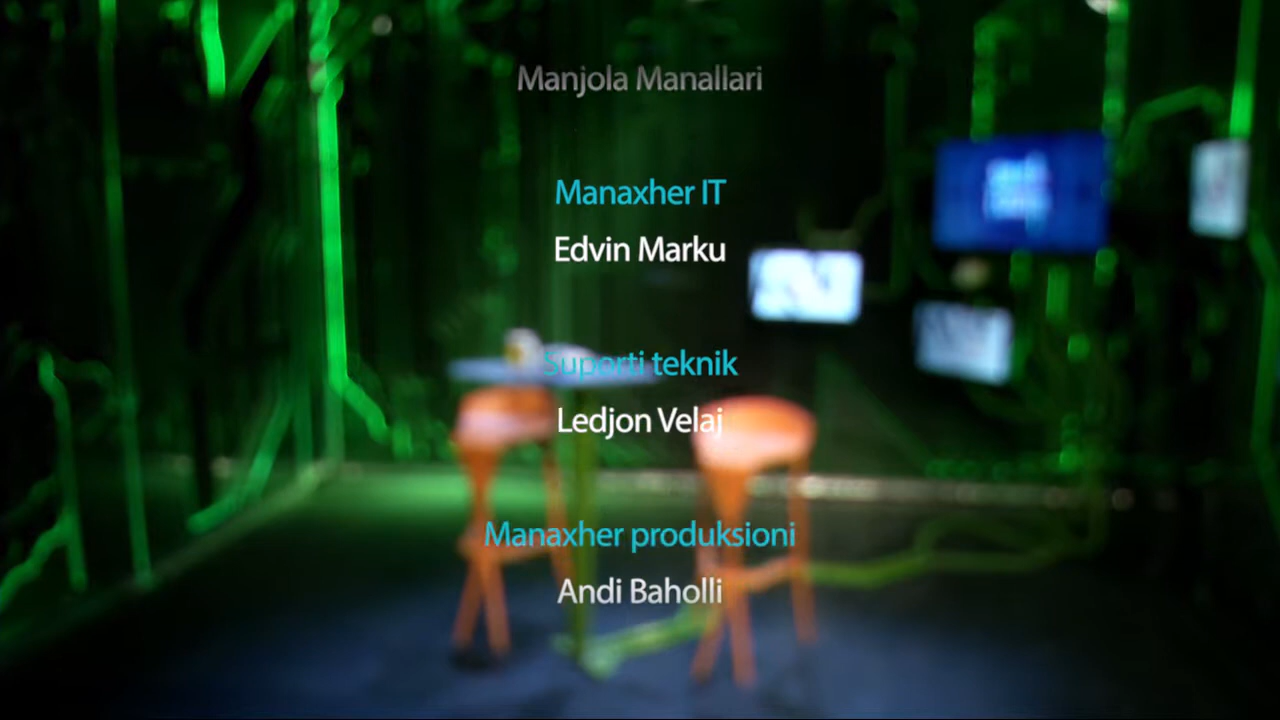 Manjola Manallari
Manaxher IT
Edvin Marku
Suporti teknik
Ledjon Velaj
Manaxher produksioni
Andi Baholli